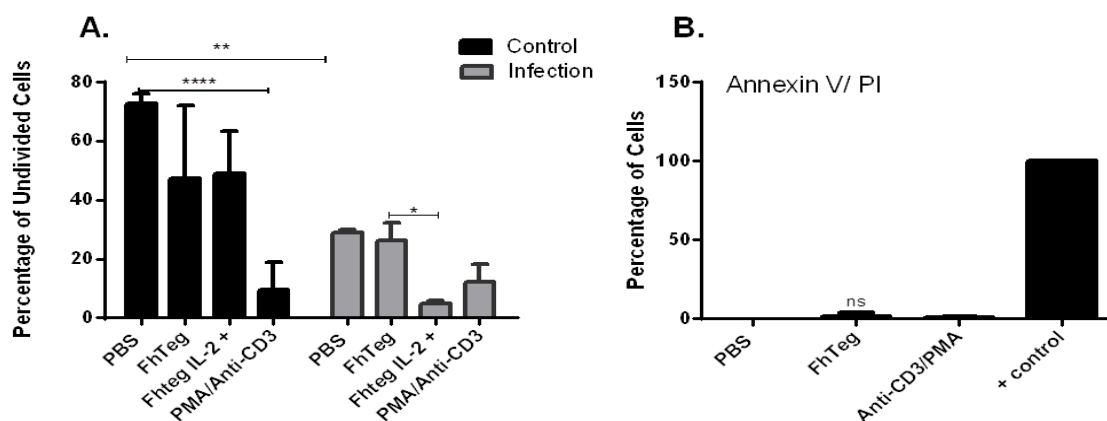 A.
**
****
Control
Infection
80
60
40
20
0
Percentage of Undivided Cells
*
PBS
FhTeg
Fhteg IL-2 +
PMA/Anti-CD3
PBS
FhTeg
Fhteg IL-2 +
PMA/Anti-CD3
B.
Annexin V/ PI
150
100
50
0
Percentage of Cells
ns
PBS
FhTeg
Anti-CD3/PMA
+ control